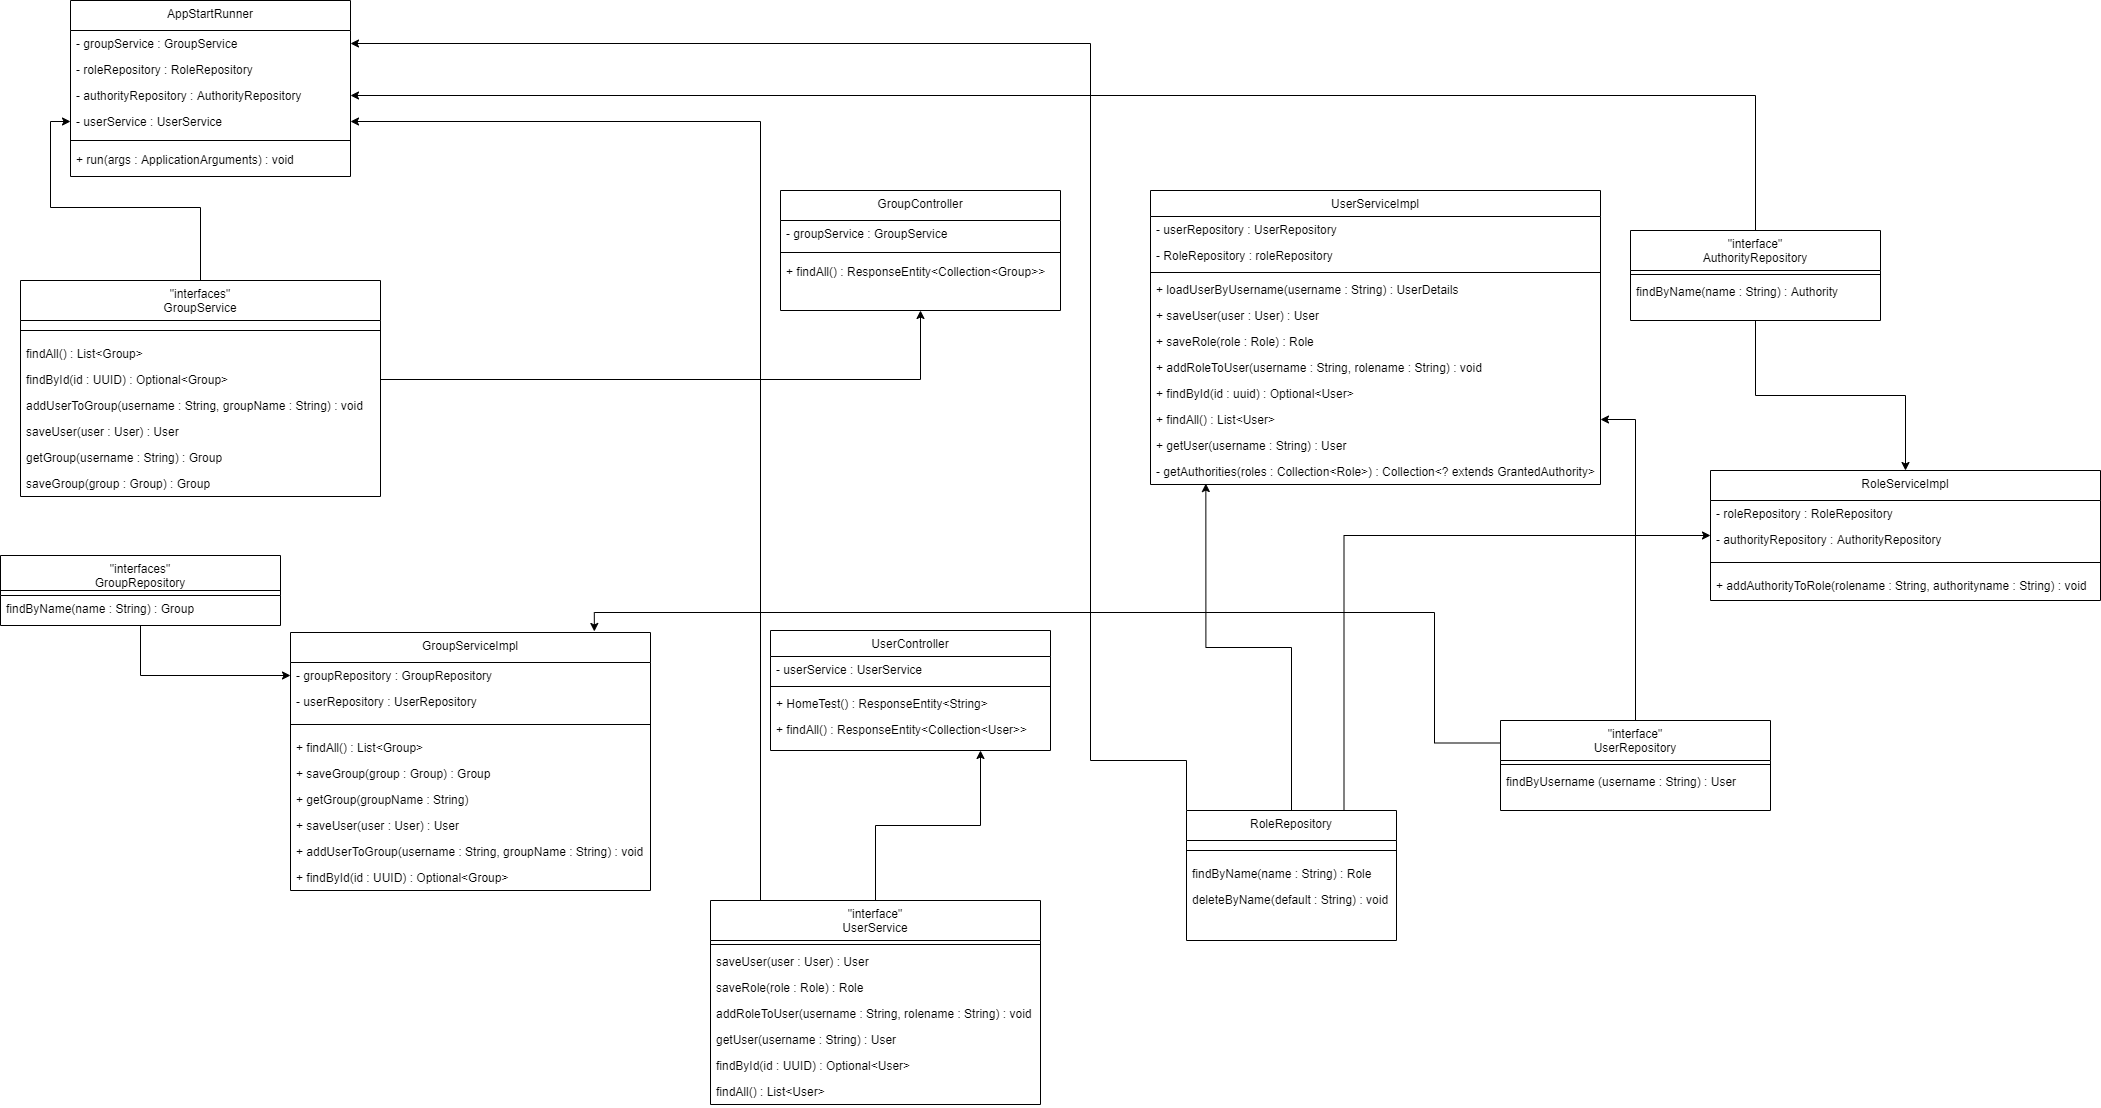 AppStartRunner
- groupService : GroupService
- roleRepository : RoleRepository
- authorityRepository : AuthorityRepository
- userService : UserService
+ run(args : ApplicationArguments) : void
GroupController
- groupService : GroupService
+ findAll() : ResponseEntity<Collection<Group>>
UserServiceImpl
- userRepository : UserRepository
- RoleRepository : roleRepository
+ loadUserByUsername(username : String) : UserDetails
+ saveUser(user : User) : User
+ saveRole(role : Role) : Role
+ addRoleToUser(username : String, rolename : String) : void
+ findById(id : uuid) : Optional<User>
+ findAll() : List<User>
+ getUser(username : String) : User
- getAuthorities(roles : Collection<Role>) : Collection<? extends GrantedAuthority>
"interface"
AuthorityRepository
findByName(name : String) : Authority
"interfaces"
GroupService
findAll() : List<Group>
findById(id : UUID) : Optional<Group>
addUserToGroup(username : String, groupName : String) : void
saveUser(user : User) : User
getGroup(username : String) : Group
saveGroup(group : Group) : Group
RoleServiceImpl
- roleRepository : RoleRepository
- authorityRepository : AuthorityRepository
+ addAuthorityToRole(rolename : String, authorityname : String) : void
"interfaces"
GroupRepository
findByName(name : String) : Group
GroupServiceImpl
- groupRepository : GroupRepository
- userRepository : UserRepository
+ findAll() : List<Group>
+ saveGroup(group : Group) : Group
+ getGroup(groupName : String)
+ saveUser(user : User) : User
+ addUserToGroup(username : String, groupName : String) : void
+ findById(id : UUID) : Optional<Group>
UserController
- userService : UserService
+ HomeTest() : ResponseEntity<String>
+ findAll() : ResponseEntity<Collection<User>>
"interface"
UserRepository
findByUsername (username : String) : User
RoleRepository
findByName(name : String) : Role
deleteByName(default : String) : void
"interface"
UserService
saveUser(user : User) : User
saveRole(role : Role) : Role
addRoleToUser(username : String, rolename : String) : void
getUser(username : String) : User
findById(id : UUID) : Optional<User>
findAll() : List<User>